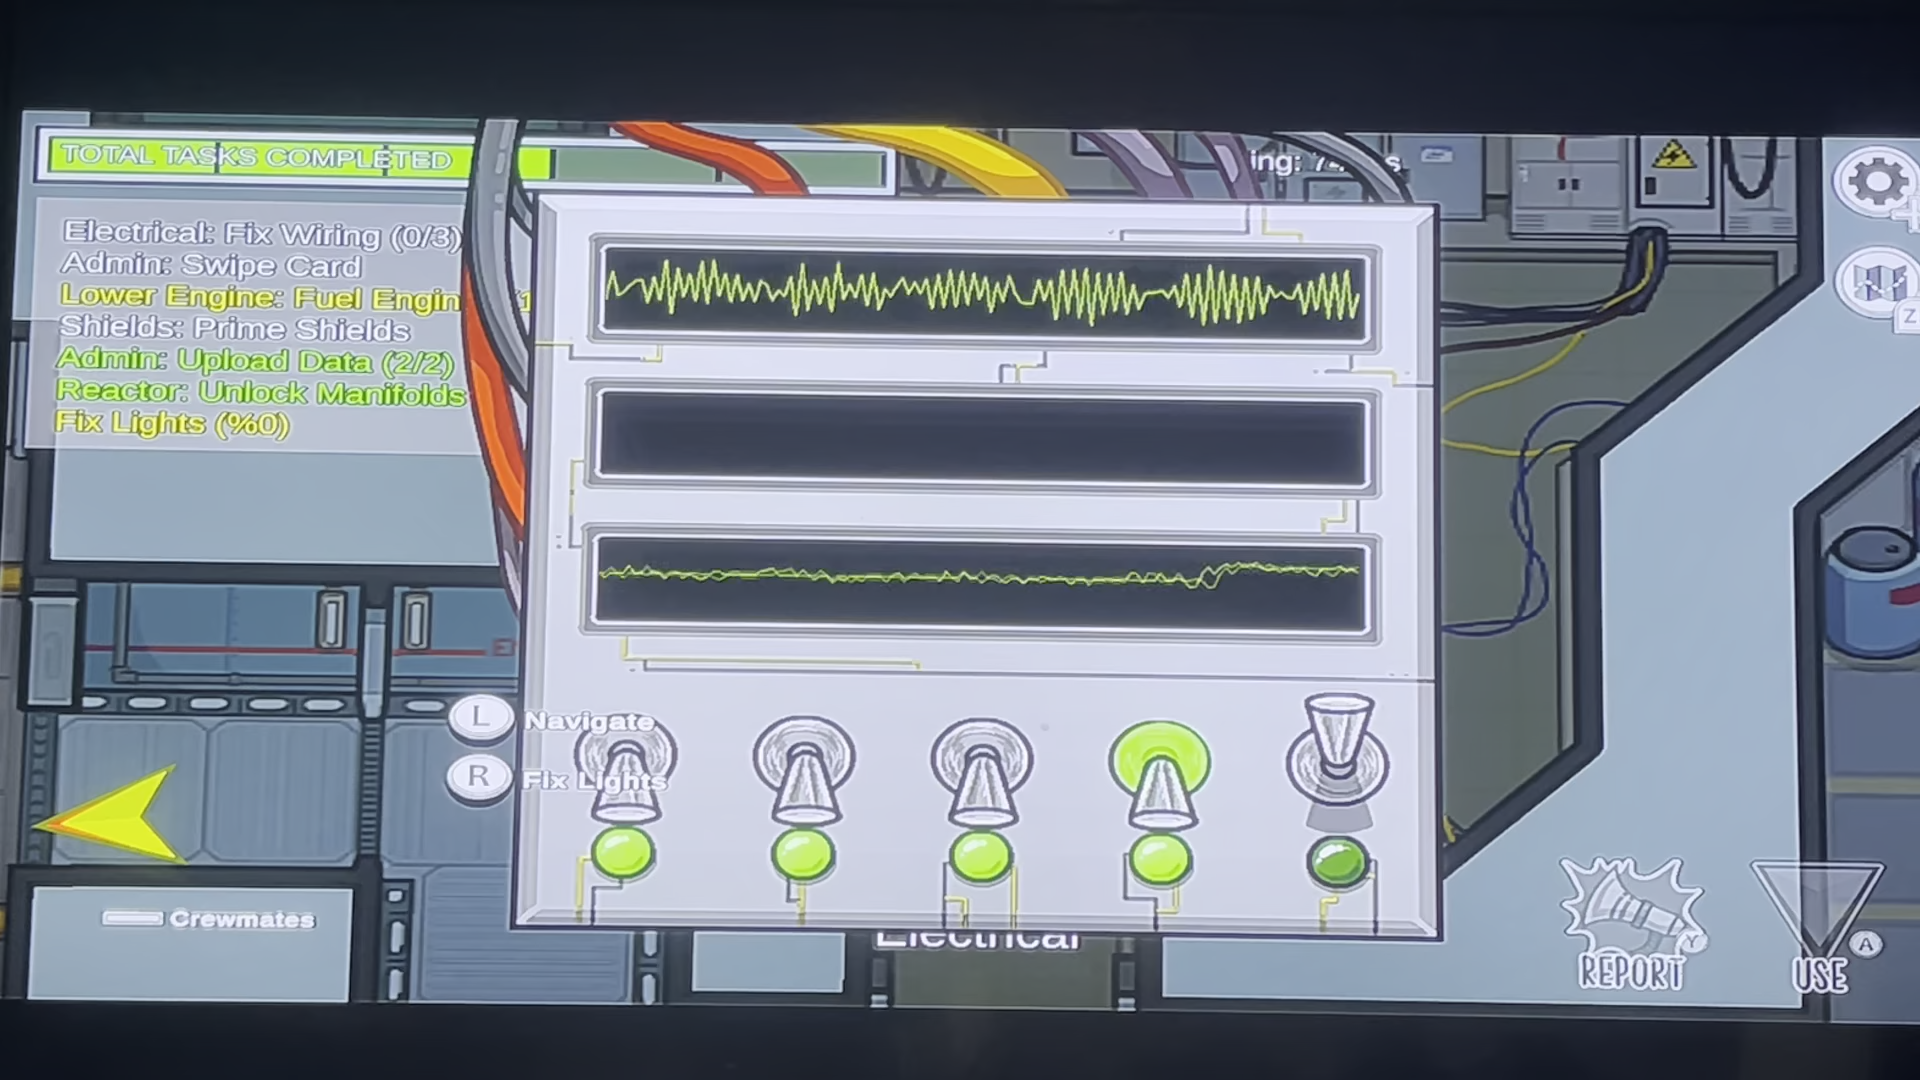 TOTAL TASKS COMPLETED
Electrical: Fix Wiring (0/3)
Admin: Swipe Card
Lower Engine: Fuel
Shields: Prime Shields
Admin: Upload Data (2/2)
Reactor: Unlock Manifolds
Fix Lights (%0)
L Navigate
R Fix Lights
Crewmates
Electrical
Z
REPORT
Y
USE
A